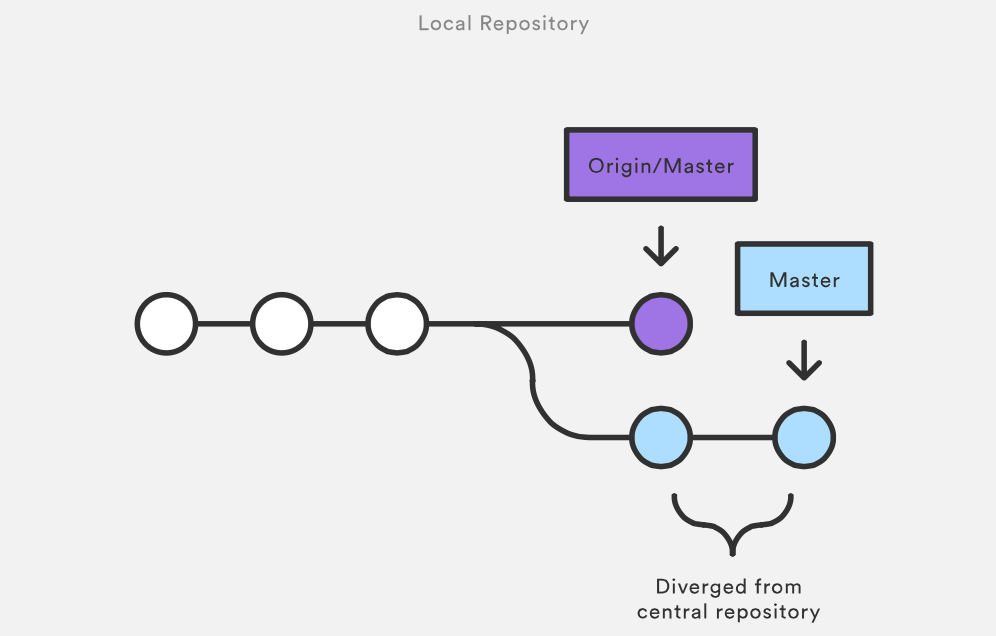 Local Repository
Origin/Master
Master
Diverged from
central repository